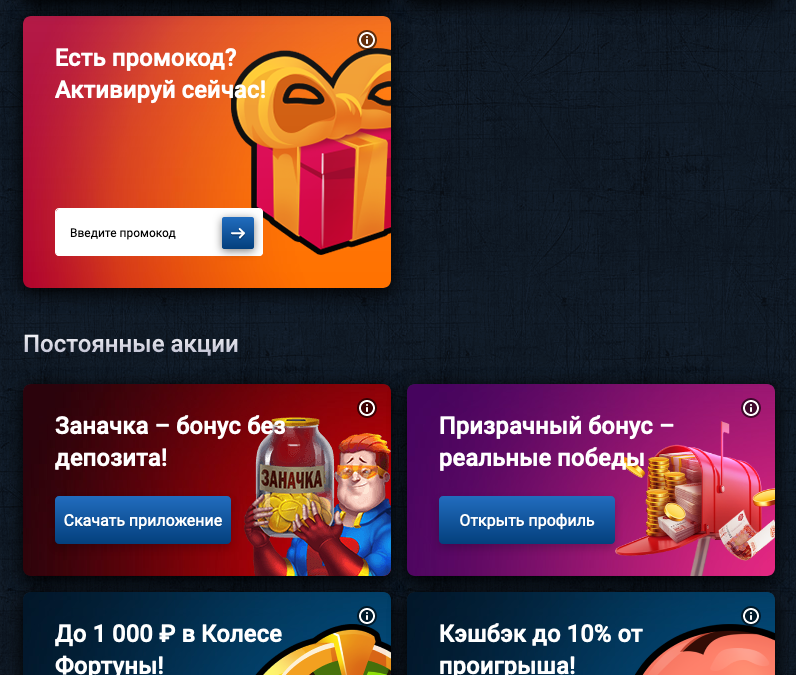 Есть промокод?
Активируй сейчас!
Введите промокод
Постоянные акции
Заначка – бонус без
депозита!
ЗАНАЧКА
Скачать приложение
Призрачный бонус –
реальные победы
Открыть профиль
До 1 000 ₽ в Колесе
Фортуны!
Кэшбэк до 10% от
проигрыша!